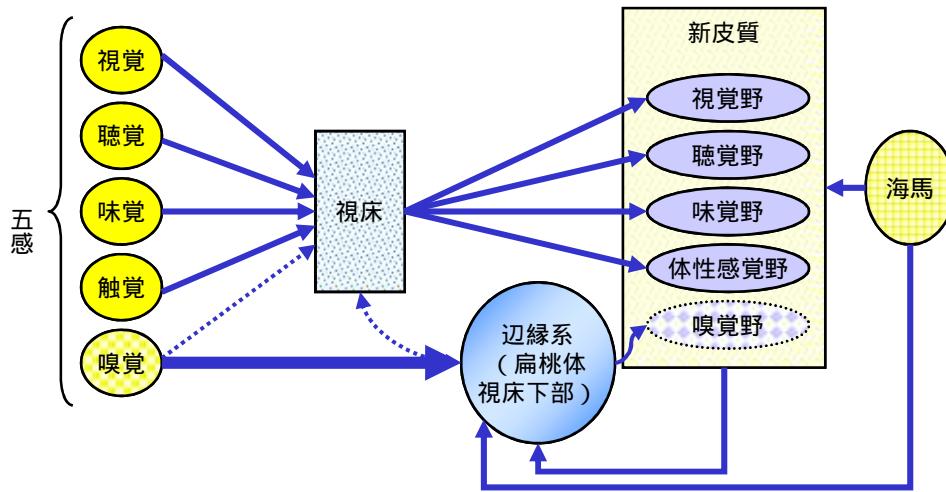 五感
視覚
聴覚
味覚
触覚
嗅覚
視床
辺縁系
（扁桃体
視床下部）
新皮質
視覚野
聴覚野
味覚野
体性感覚野
嗅覚野
海馬